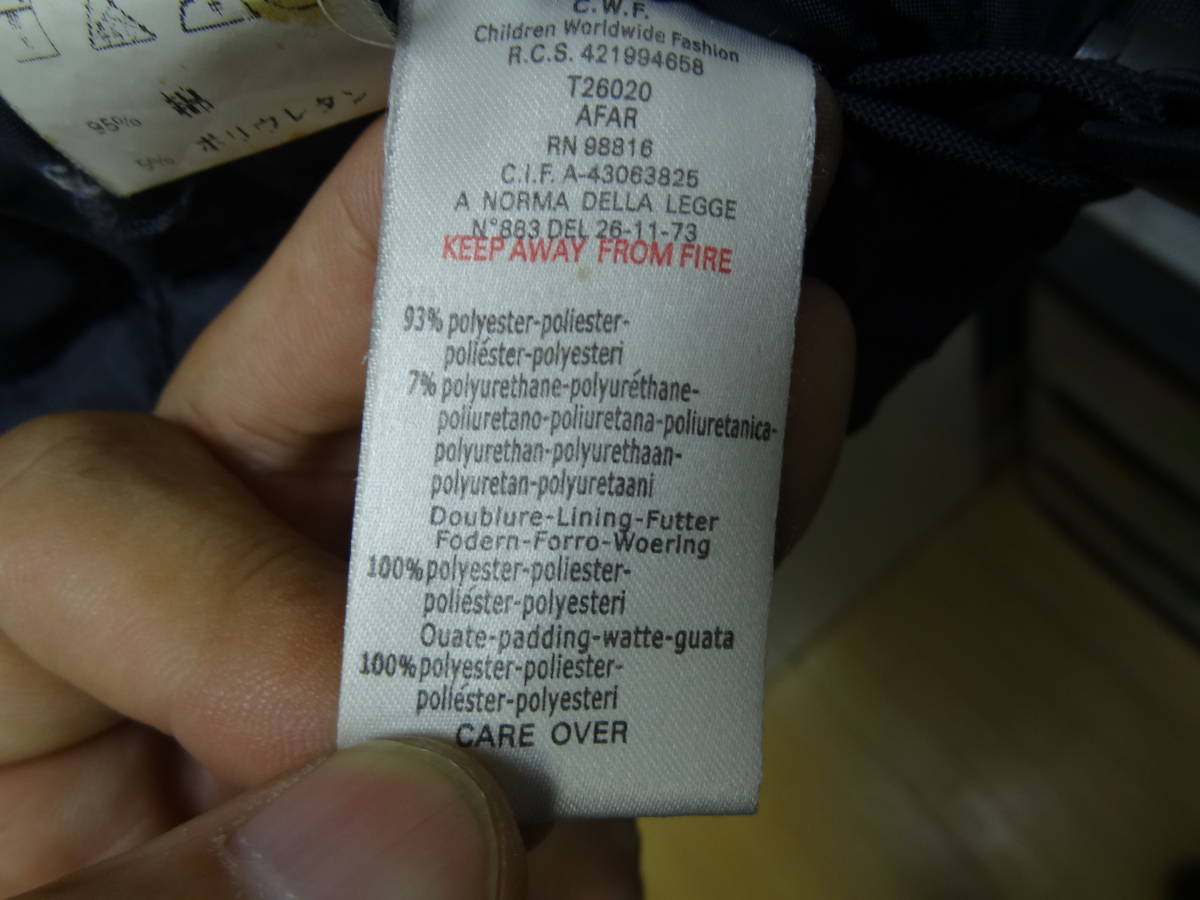 95% 綿
5% ポリウレタン
C.W.F.
Children Worldwide Fashion
R.C.S. 421994658
T26020
AFAR
RN 98816
C.I.F. A-43063825
A NORMA DELLA LEGGE
N°883 DEL 26-11-73
KEEP AWAY FROM FIRE
93% polyester-poliester-
poliéster-polyesteri
7% polyurethane-polyuréthane-
poliuretano-poliuretana-poliuretanica-
polyurethan-polyurethaan-
polyuretan-polyuretaani
Doublure-Lining-Futter
Fodern-Forro-Woering
100% polyester-poliester-
poliéster-polyesteri
Ouate-padding-watte-guata
100% polyester-poliester-
poliéster-polyesteri
CARE OVER